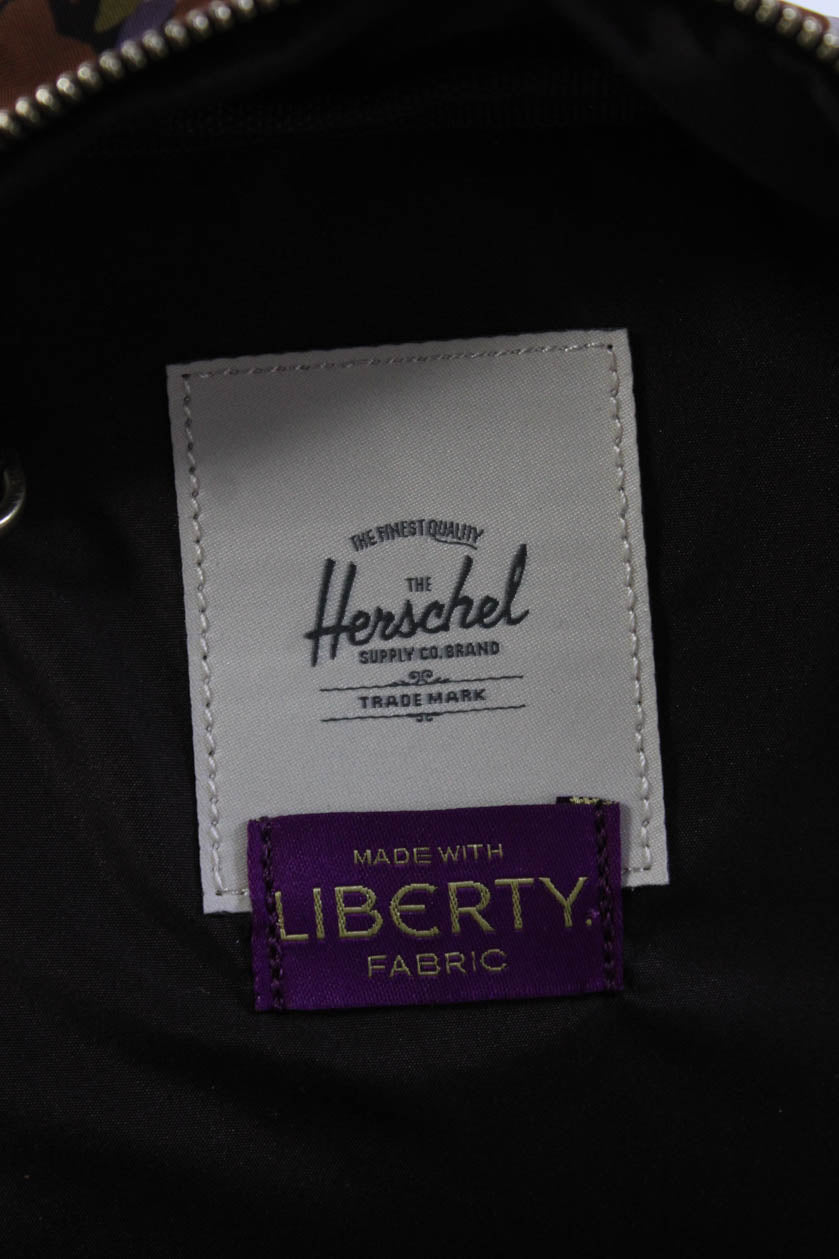 THE FINEST QUALITY
THE
Herschel
SUPPLY CO. BRAND
TRADE MARK
MADE WITH
LIBERTY.
FABRIC